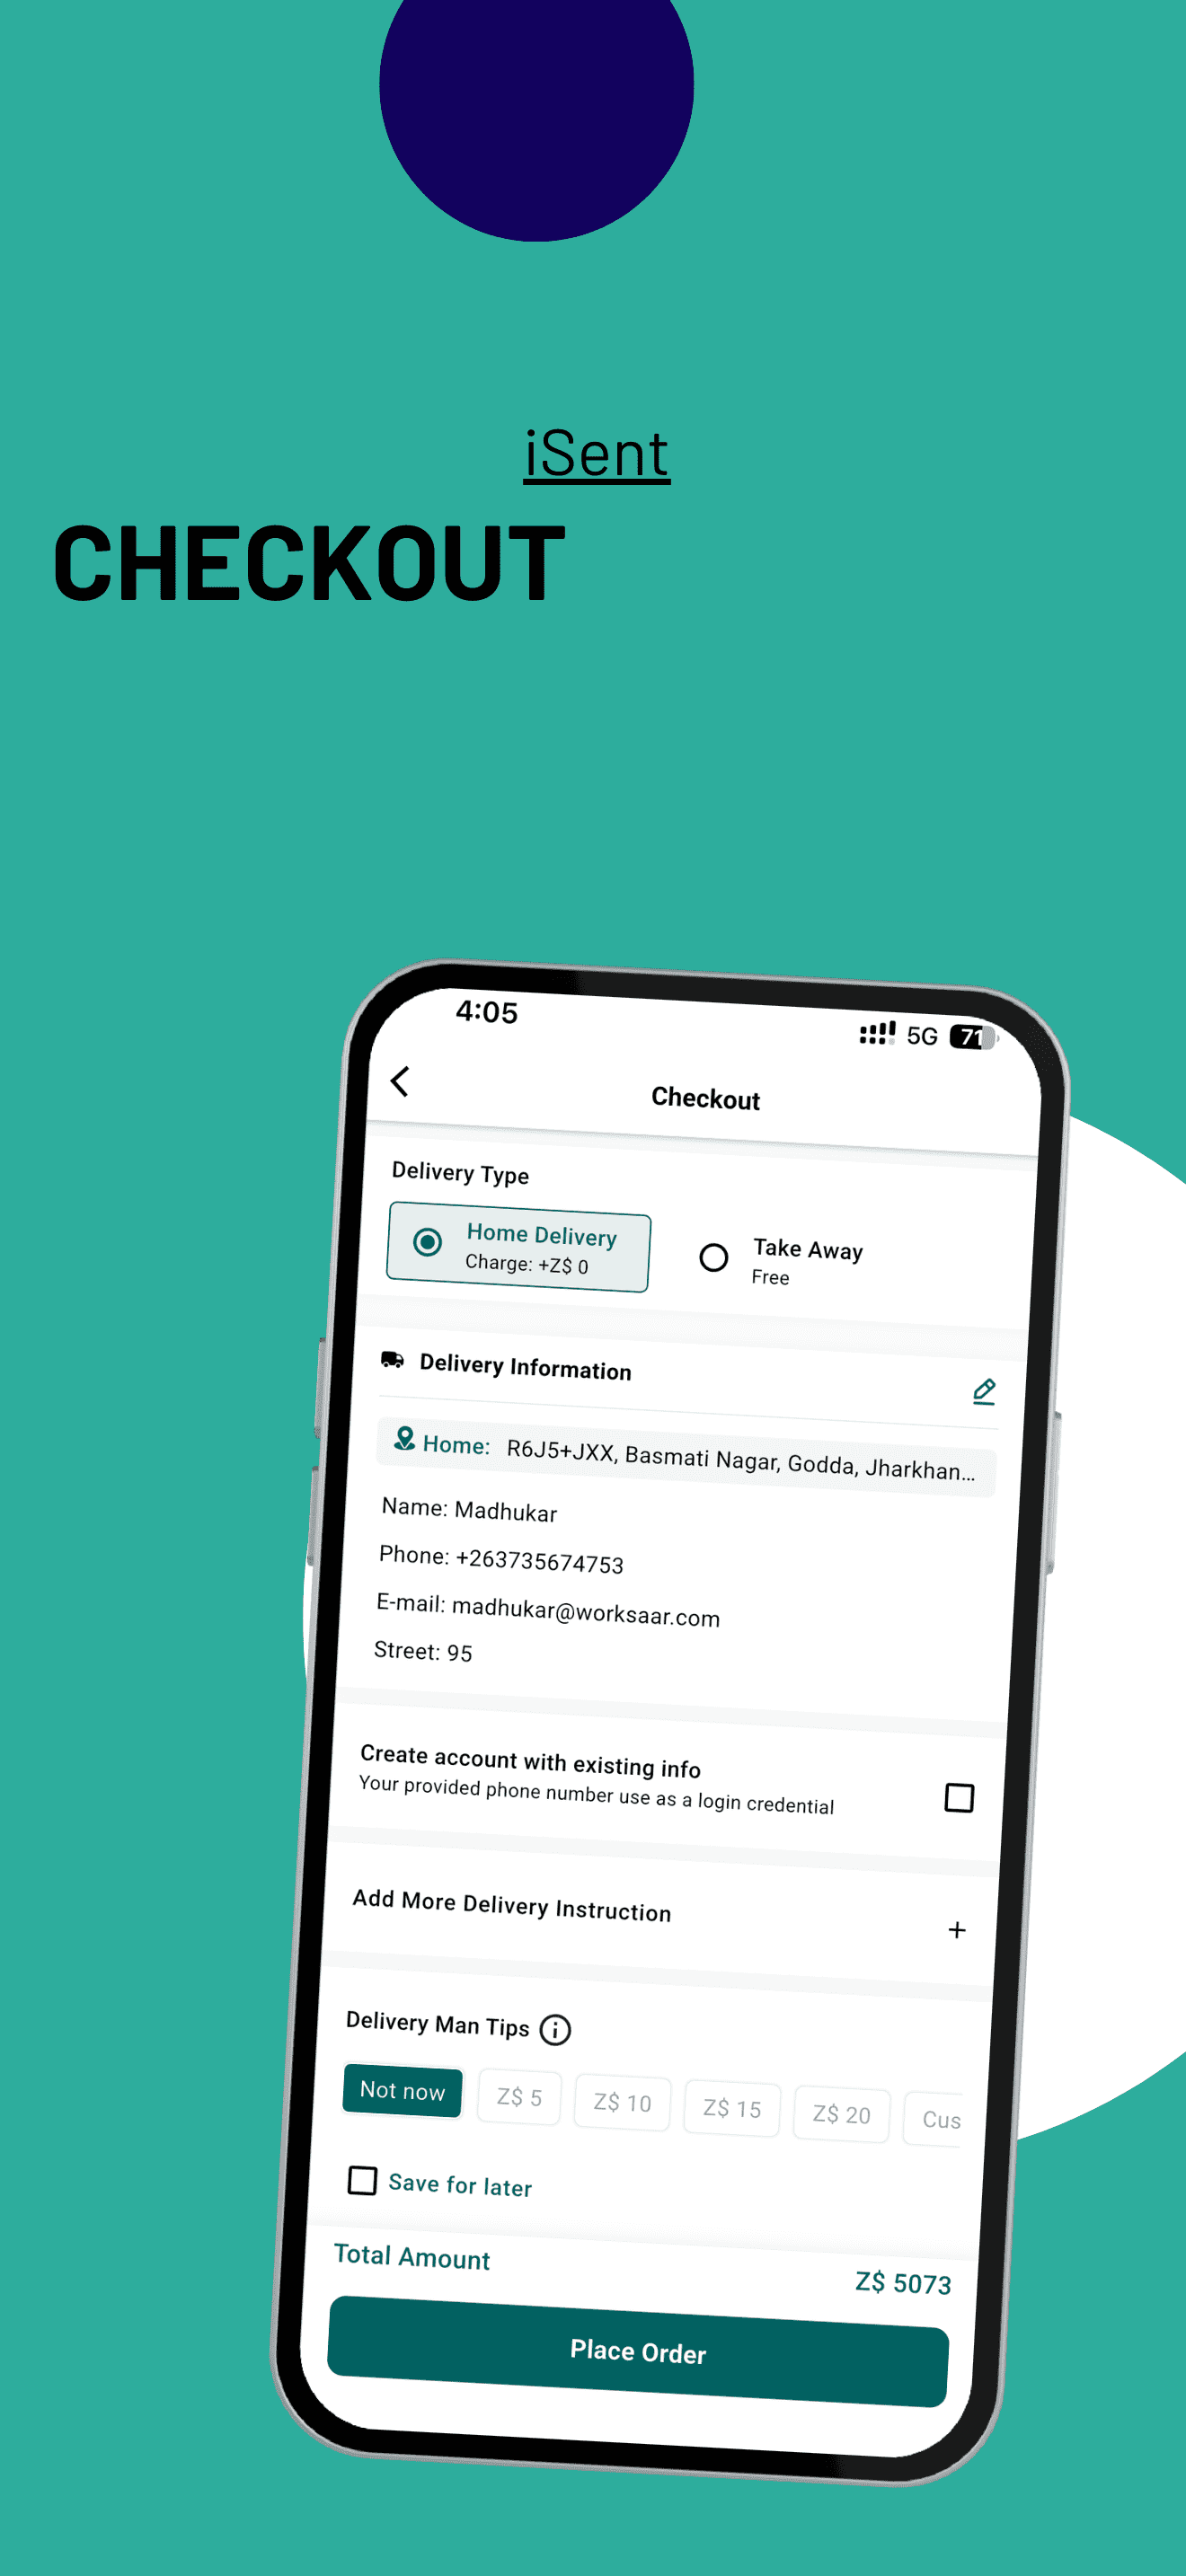 iSent
CHECKOUT
4:05
5G 71
Checkout
Delivery Type
Home Delivery
Charge: +Z$ 0
Take Away
Free
Delivery Information
Home: R6J5+JXX, Basmati Nagar, Godda, Jharkhan...
Name: Madhukar
Phone: +263735674753
E-mail: madhukar@worksaar.com
Street: 95
Create account with existing info
Your provided phone number use as a login credential
Add More Delivery Instruction
+
Delivery Man Tips
Not now Z$ 5 Z$ 10 Z$ 15 Z$ 20 Cus
Save for later
Total Amount Z$ 5073
Place Order